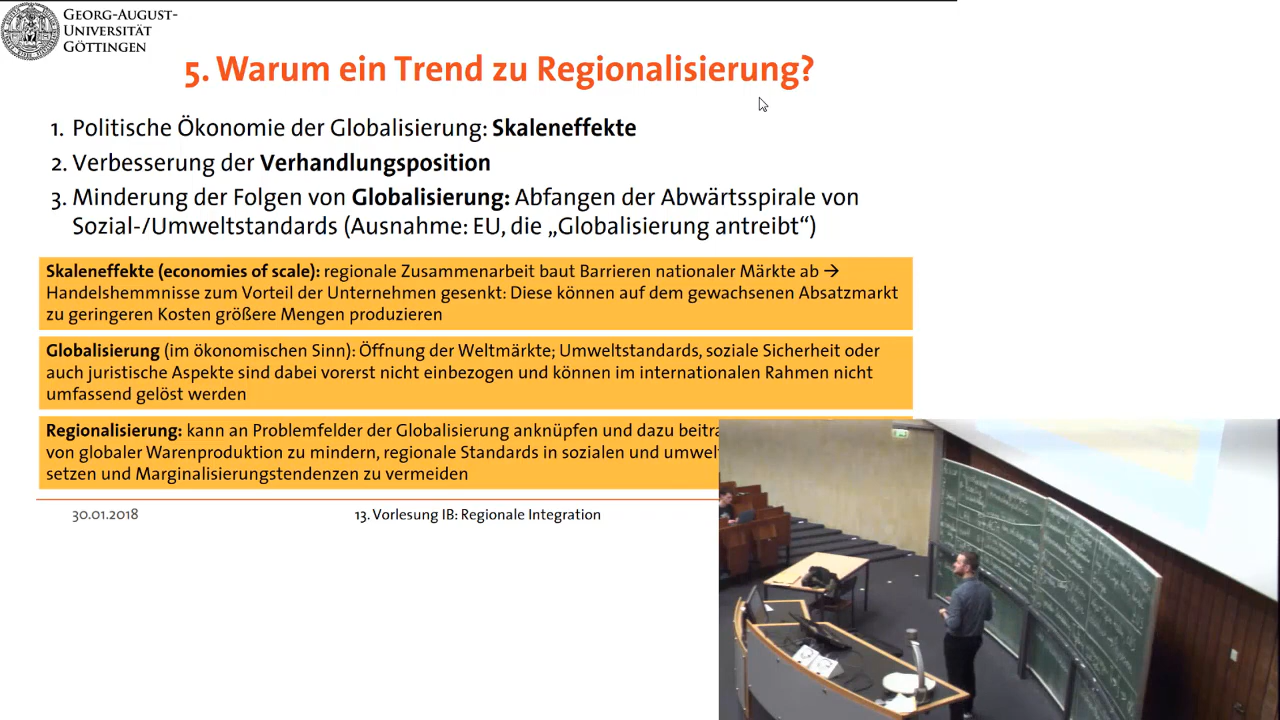 GEORG-AUGUST-
UNIVERSITÄT
GÖTTINGEN
5. Warum ein Trend zu Regionalisierung?
1. Politische Ökonomie der Globalisierung: Skaleneffekte
2. Verbesserung der Verhandlungsposition
3. Minderung der Folgen von Globalisierung: Abfangen der Abwärtsspirale von
Sozial-/Umweltstandards (Ausnahme: EU, die „Globalisierung antreibt“)
Skaleneffekte (economies of scale): regionale Zusammenarbeit baut Barrieren nationaler Märkte ab →
Handelshemmnisse zum Vorteil der Unternehmen gesenkt: Diese können auf dem gewachsenen Absatzmarkt
zu geringeren Kosten größere Mengen produzieren
Globalisierung (im ökonomischen Sinn): Öffnung der Weltmärkte; Umweltstandards, soziale Sicherheit oder
auch juristische Aspekte sind dabei vorerst nicht einbezogen und können im internationalen Rahmen nicht
umfassend gelöst werden
Regionalisierung: kann an Problemfelder der Globalisierung anknüpfen und dazu
von globaler Warenproduktion zu mindern, regionale Standards in sozialen und
setzen und Marginalisierungstendenzen zu vermeiden
30.01.2018
13. Vorlesung IB: Regionale Integration